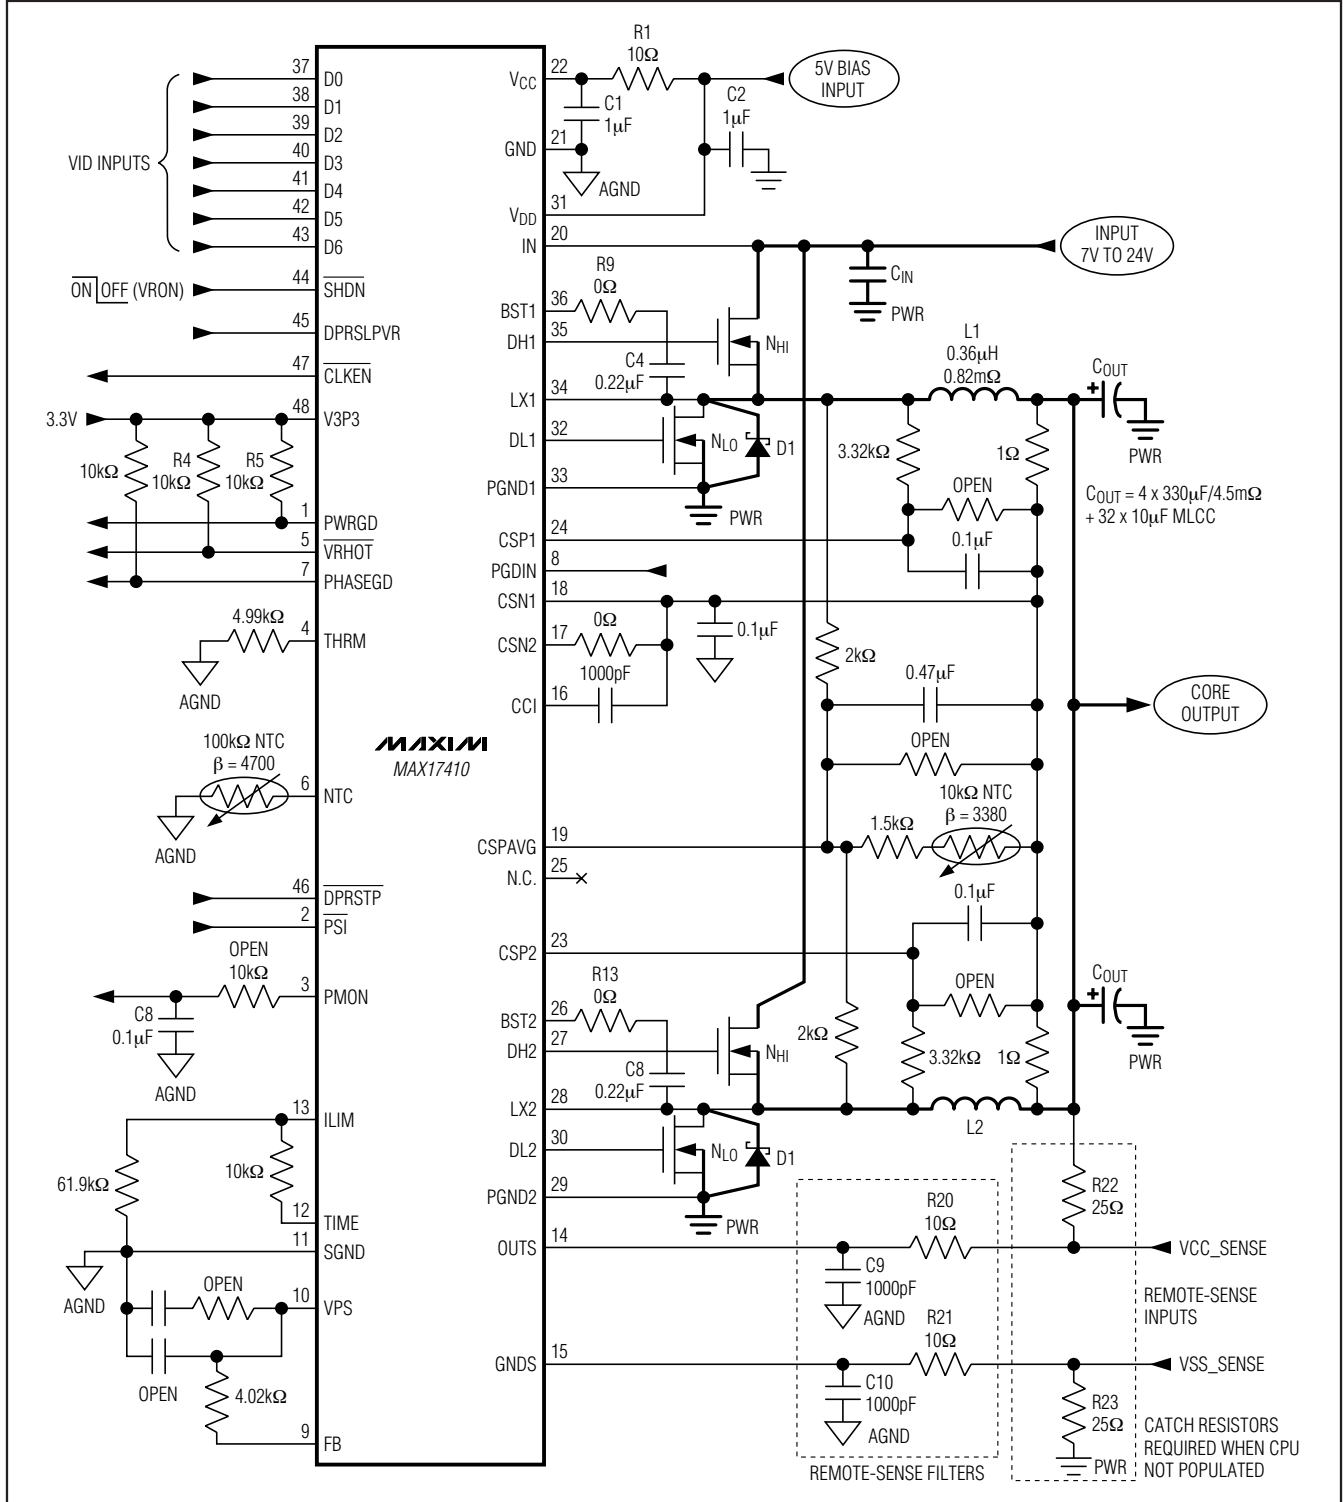 VID INPUTS
37 D0
38 D1
39 D2
40 D3
41 D4
42 D5
43 D6
ON OFF (VRON)
44 SHDN
45 DPRSLPVR
47 CLKEN
3.3V
48 V3P3
10kΩ
R4
10kΩ
R5
10kΩ
1 PWRGD
5 VRHOT
7 PHASEGD
4.99kΩ
4 THRM
AGND
100kΩ NTC
β = 4700
6 NTC
AGND
46 DPRSTP
2 PSI
OPEN
10kΩ
3 PMON
C8
0.1μF
AGND
13 ILIM
61.9kΩ
10kΩ
12 TIME
11 SGND
AGND
OPEN
10 VPS
OPEN
4.02kΩ
9 FB
MAXIM
MAX17410
VCC 22
R1
10Ω
5V BIAS
INPUT
C1
1μF
C2
1μF
GND 21
AGND
VDD 31
IN 20
INPUT
7V TO 24V
CIN
PWR
R9
0Ω
BST1 36
DH1 35
NHI
C4
0.22μF
L1
0.36μH
0.82mΩ
COUT
PWR
LX1 34
DL1 32
NLO
D1
3.32kΩ
1Ω
COUT = 4 x 330μF/4.5mΩ
+ 32 x 10μF MLCC
PGND1 33
PWR
OPEN
CSP1 24
0.1μF
PGDIN 8
CSN1 18
0Ω
0.1μF
CSN2 17
2kΩ
1000pF
CCI 16
0.47μF
CORE
OUTPUT
OPEN
10kΩ NTC
β = 3380
1.5kΩ
CSPAVG 19
N.C. 25
0.1μF
CSP2 23
R13
0Ω
OPEN
COUT
PWR
BST2 26
DH2 27
NHI
2kΩ
3.32kΩ
1Ω
C8
0.22μF
LX2 28
L2
DL2 30
NLO
D1
PGND2 29
PWR
R20
10Ω
R22
25Ω
OUTS 14
VCC_SENSE
C9
1000pF
AGND
REMOTE-SENSE
INPUTS
R21
10Ω
GNDS 15
VSS_SENSE
C10
1000pF
AGND
R23
25Ω
PWR
CATCH RESISTORS
REQUIRED WHEN CPU
NOT POPULATED
REMOTE-SENSE FILTERS